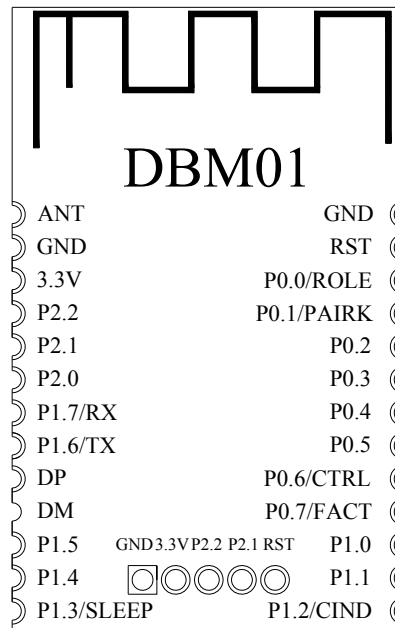 DBM01
ANT GND
GND RST
3.3V P0.0/ROLE
P2.2 P0.1/PAIRK
P2.1 P0.2
P2.0 P0.3
P1.7/RX P0.4
P1.6/TX P0.5
DP P0.6/CTRL
DM P0.7/FACT
P1.5 GND 3.3V P2.2 P2.1 RST P1.0
P1.4 P1.1
P1.3/SLEEP P1.2/CIND